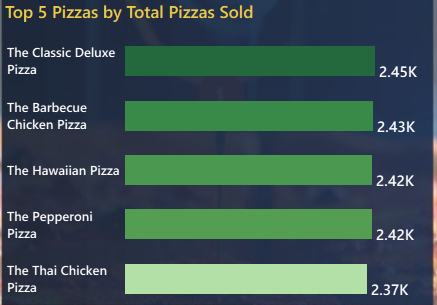 Top 5 Pizzas by Total Pizzas Sold
The Classic Deluxe
Pizza
2.45K
The Barbecue
Chicken Pizza
2.43K
The Hawaiian Pizza
2.42K
The Pepperoni
Pizza
2.42K
The Thai Chicken
Pizza
2.37K